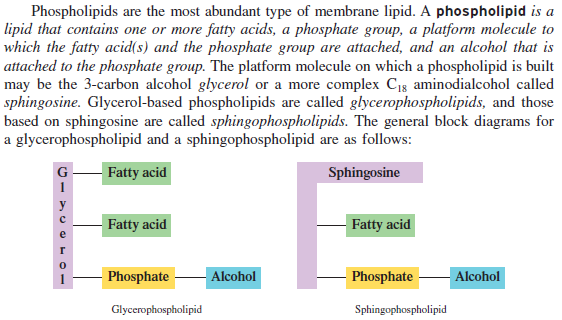 Phospholipids are the most abundant type of membrane lipid. A phospholipid is a
lipid that contains one or more fatty acids, a phosphate group, a platform molecule to
which the fatty acid(s) and the phosphate group are attached, and an alcohol that is
attached to the phosphate group. The platform molecule on which a phospholipid is built
may be the 3-carbon alcohol glycerol or a more complex C18 aminodialcohol called
sphingosine. Glycerol-based phospholipids are called glycerophospholipids, and those
based on sphingosine are called sphingophospholipids. The general block diagrams for
a glycerophospholipid and a sphingophospholipid are as follows:
Glycerol
Fatty acid
Fatty acid
Phosphate
Alcohol
Glycerophospholipid
Sphingosine
Fatty acid
Phosphate
Alcohol
Sphingophospholipid